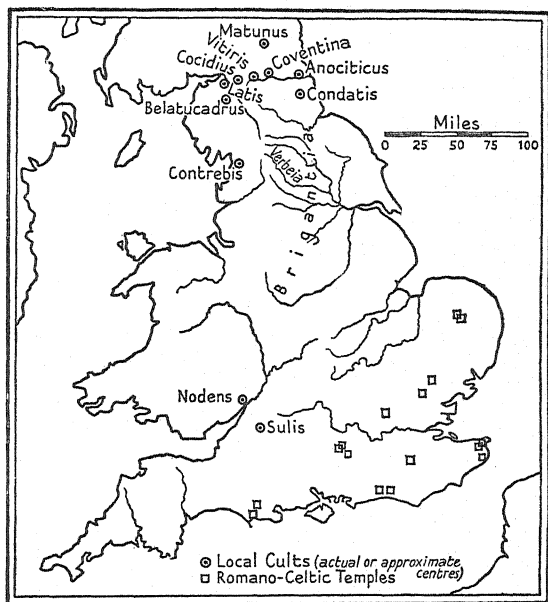 Matunus
Vitiris
Coventina
Cocidius
Anociticus
Latis
Condatis
Belatucadrus
Miles
0 25 50 75 100
Verbeia
Contrebis
Brigantia
Nodens
Sulis
Local Cults (actual or approximate
centres)
Romano-Celtic Temples